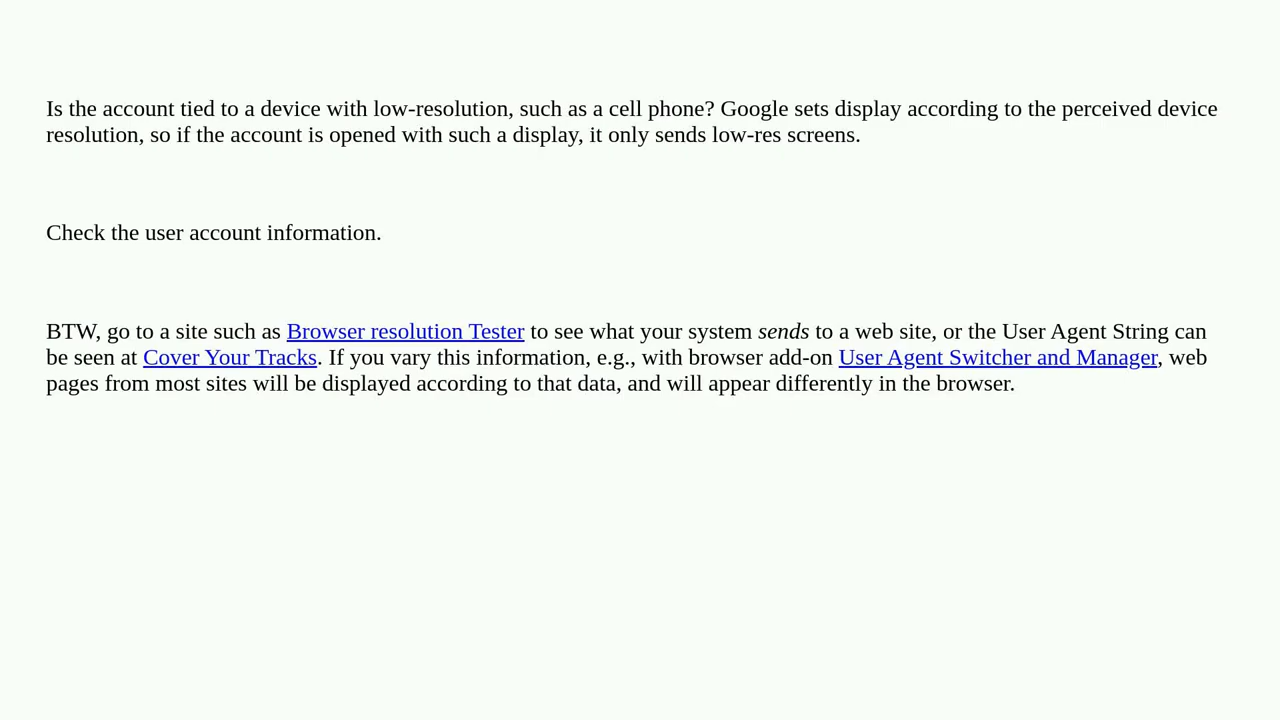 Is the account tied to a device with low-resolution, such as a cell phone? Google sets display according to the perceived device
resolution, so if the account is opened with such a display, it only sends low-res screens.
Check the user account information.
BTW, go to a site such as Browser resolution Tester to see what your system sends to a web site, or the User Agent String can
be seen at Cover Your Tracks. If you vary this information, e.g., with browser add-on User Agent Switcher and Manager, web
pages from most sites will be displayed according to that data, and will appear differently in the browser.